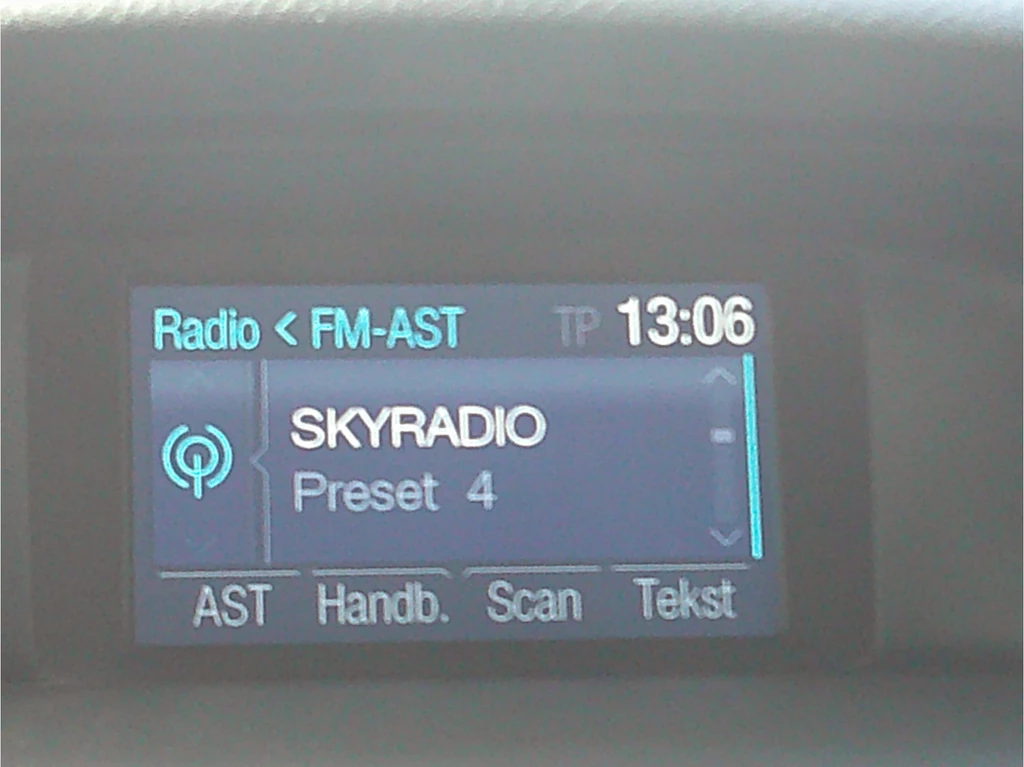 Radio < FM-AST TP 13:06
SKYRADIO
Preset 4
AST Handb. Scan Tekst